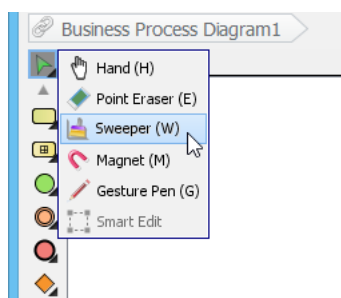 Business Process Diagram1
Hand (H)
Point Eraser (E)
Sweeper (W)
Magnet (M)
Gesture Pen (G)
Smart Edit